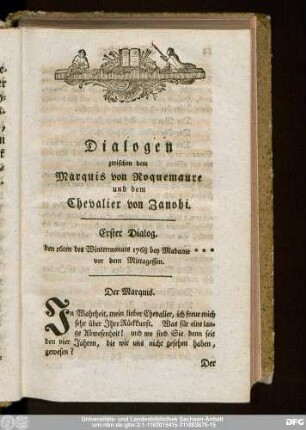 Dialogen
zwischen dem
Marquis von Roquemaure
und dem
Chevalier von Zanobi.
Erster Dialog.
den 16ten des Wintermonats 1768 bey Madame * * *
vor dem Mittagessen.
Der Marquis.
In Wahrheit, mein lieber Chevalier, ich freue mich
sehr über Ihre Rückkunft. Was für eine lan-
ge Abwesenheit! und wo sind Sie denn seit
den vier Jahren, die wir uns nicht gesehen haben,
gewesen?
Der
Universitäts- und Landesbibliothek Sachsen-Anhalt